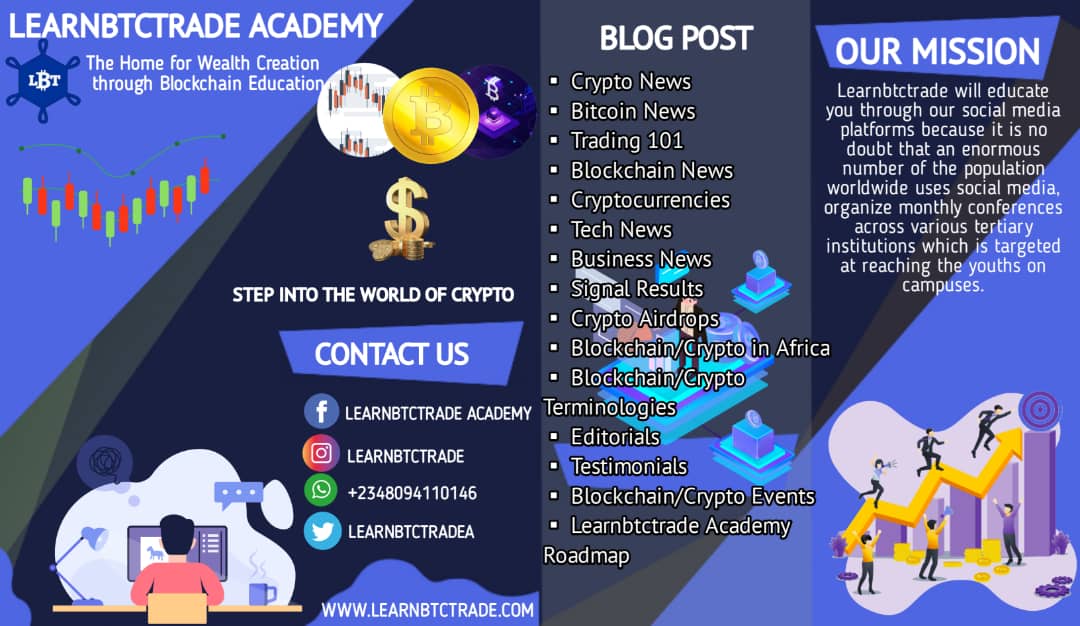 LEARNBTCTRADE ACADEMY
The Home for Wealth Creation
through Blockchain Education
LBT
STEP INTO THE WORLD OF CRYPTO
CONTACT US
LEARNBTCTRADE ACADEMY
LEARNBTCTRADE
+2348094110146
LEARNBTCTRADEA
WWW.LEARNBTCTRADE.COM
BLOG POST
▪ Crypto News
▪ Bitcoin News
▪ Trading 101
▪ Blockchain News
▪ Cryptocurrencies
▪ Tech News
▪ Business News
▪ Signal Results
▪ Crypto Airdrops
▪ Blockchain/Crypto in Africa
▪ Blockchain/Crypto
Terminologies
▪ Editorials
▪ Testimonials
▪ Blockchain/Crypto Events
▪ Learnbtctrade Academy
Roadmap
OUR MISSION
Learnbtctrade will educate
you through our social media
platforms because it is no
doubt that an enormous
number of the population
worldwide uses social media,
organize monthly conferences
across various tertiary
institutions which is targeted
at reaching the youths on
campuses.